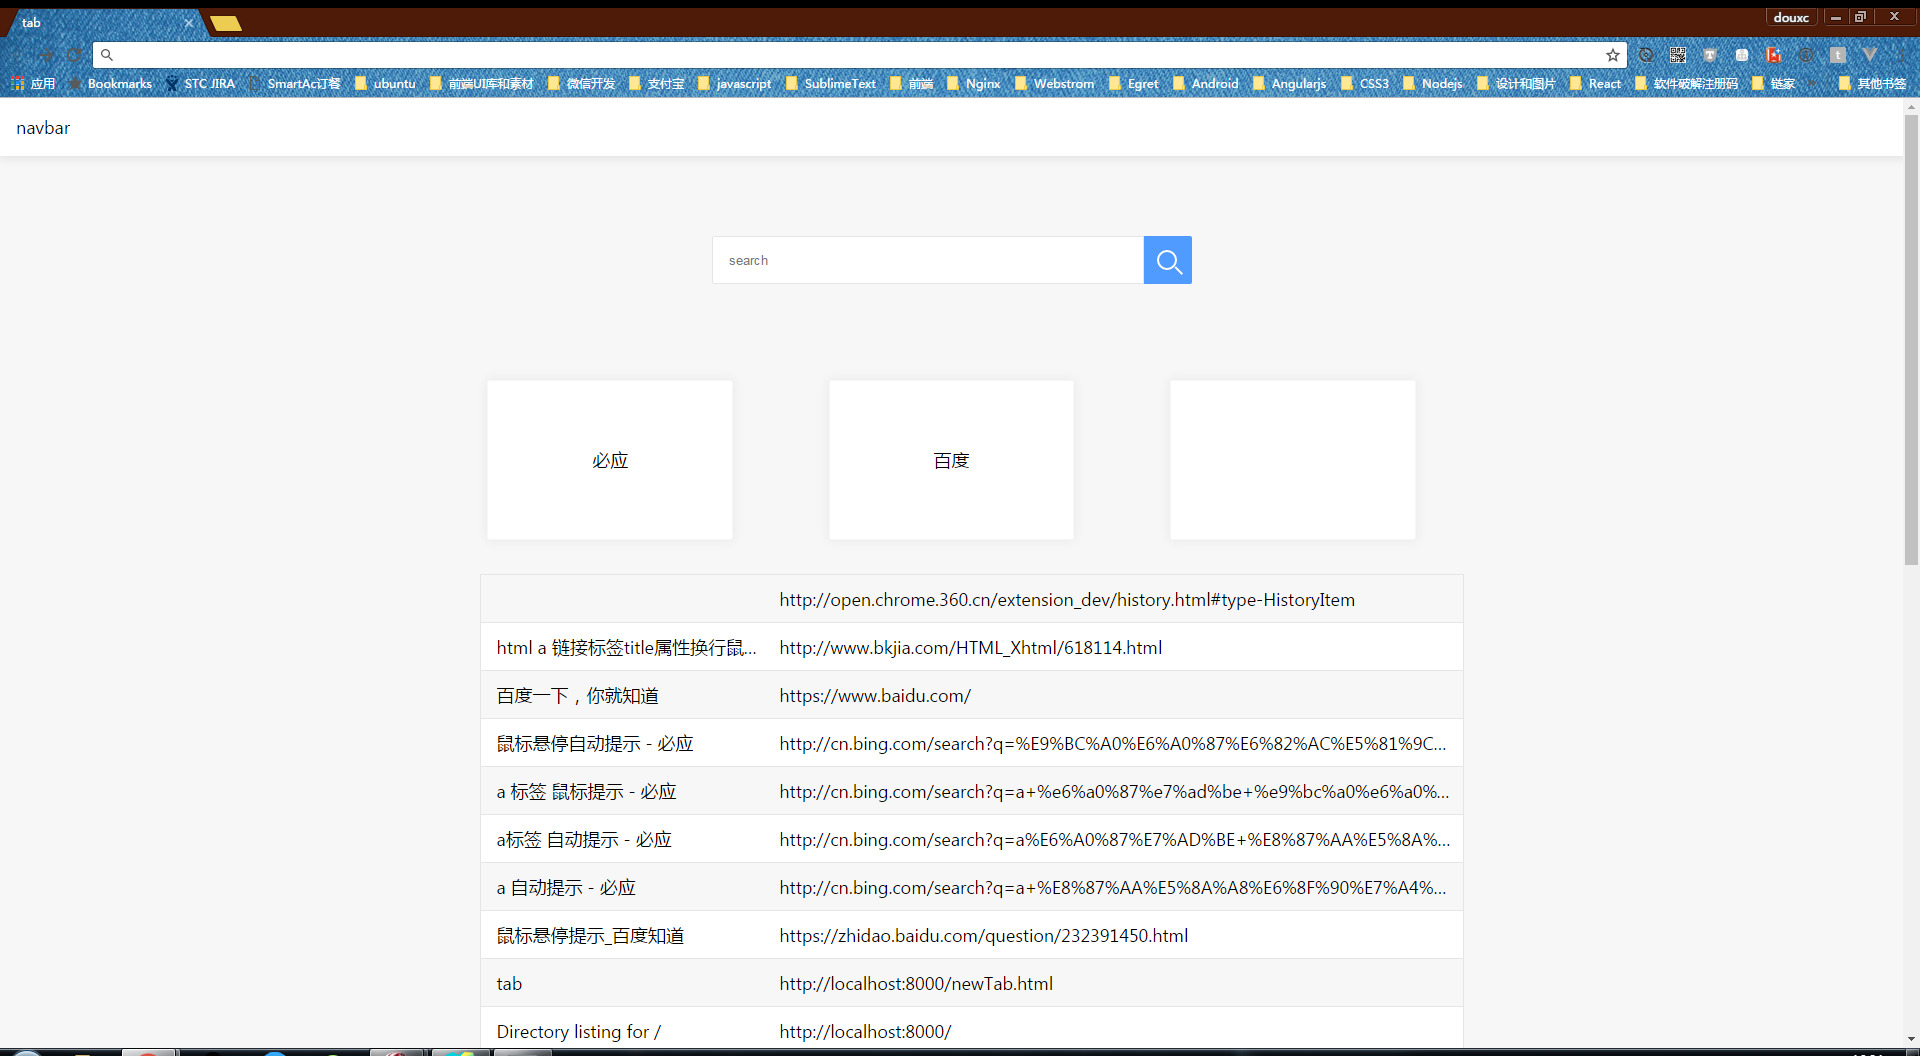 tab
douxc
应用 Bookmarks STC JIRA SmartAc订餐 ubuntu 前端UI库和素材 微信开发 支付宝 javascript SublimeText 前端 Nginx Webstrom Egret Android Angularjs CSS3 Nodejs 设计和图片 React 软件破解注册码 链家 其他书签
navbar
search
必应 百度
http://open.chrome.360.cn/extension_dev/history.html#type-HistoryItem
html a 链接标签title属性换行鼠... http://www.bkjia.com/HTML_Xhtml/618114.html
百度一下，你就知道 https://www.baidu.com/
鼠标悬停自动提示 - 必应 http://cn.bing.com/search?q=%E9%BC%A0%E6%A0%87%E6%82%AC%E5%81%9C...
a 标签 鼠标提示 - 必应 http://cn.bing.com/search?q=a+%e6%a0%87%e7%ad%be+%e9%bc%a0%e6%a0%...
a标签 自动提示 - 必应 http://cn.bing.com/search?q=a%E6%A0%87%E7%AD%BE+%E8%87%AA%E5%8A%...
a 自动提示 - 必应 http://cn.bing.com/search?q=a+%E8%87%AA%E5%8A%A8%E6%8F%90%E7%A4%...
鼠标悬停提示_百度知道 https://zhidao.baidu.com/question/232391450.html
tab http://localhost:8000/newTab.html
Directory listing for / http://localhost:8000/